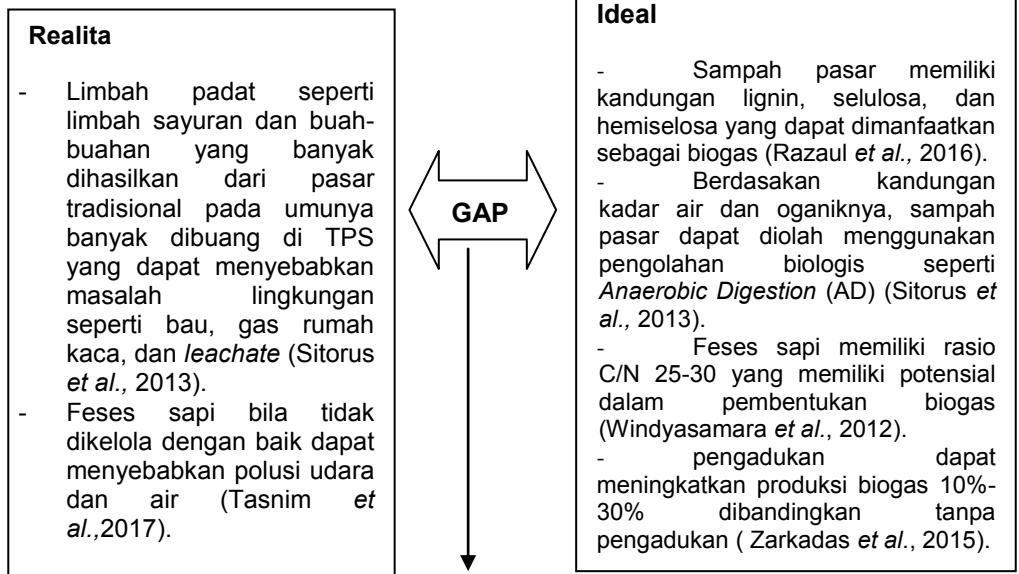 Realita
- Limbah padat seperti
limbah sayuran dan buah-
buahan yang banyak
dihasilkan dari pasar
tradisional pada umunya
banyak dibuang di TPS
yang dapat menyebabkan
masalah lingkungan
seperti bau, gas rumah
kaca, dan leachate (Sitorus
et al., 2013).
- Feses sapi bila tidak
dikelola dengan baik dapat
menyebabkan polusi udara
dan air (Tasnim et
al.,2017).
GAP
Ideal
- Sampah pasar memiliki
kandungan lignin, selulosa, dan
hemiselosa yang dapat dimanfaatkan
sebagai biogas (Razaul et al., 2016).
- Berdasakan kandungan
kadar air dan oganiknya, sampah
pasar dapat diolah menggunakan
pengolahan biologis seperti
Anaerobic Digestion (AD) (Sitorus et
al., 2013).
- Feses sapi memiliki rasio
C/N 25-30 yang memiliki potensial
dalam pembentukan biogas
(Windyasamara et al., 2012).
- pengadukan dapat
meningkatkan produksi biogas 10%-
30% dibandingkan tanpa
pengadukan ( Zarkadas et al., 2015).